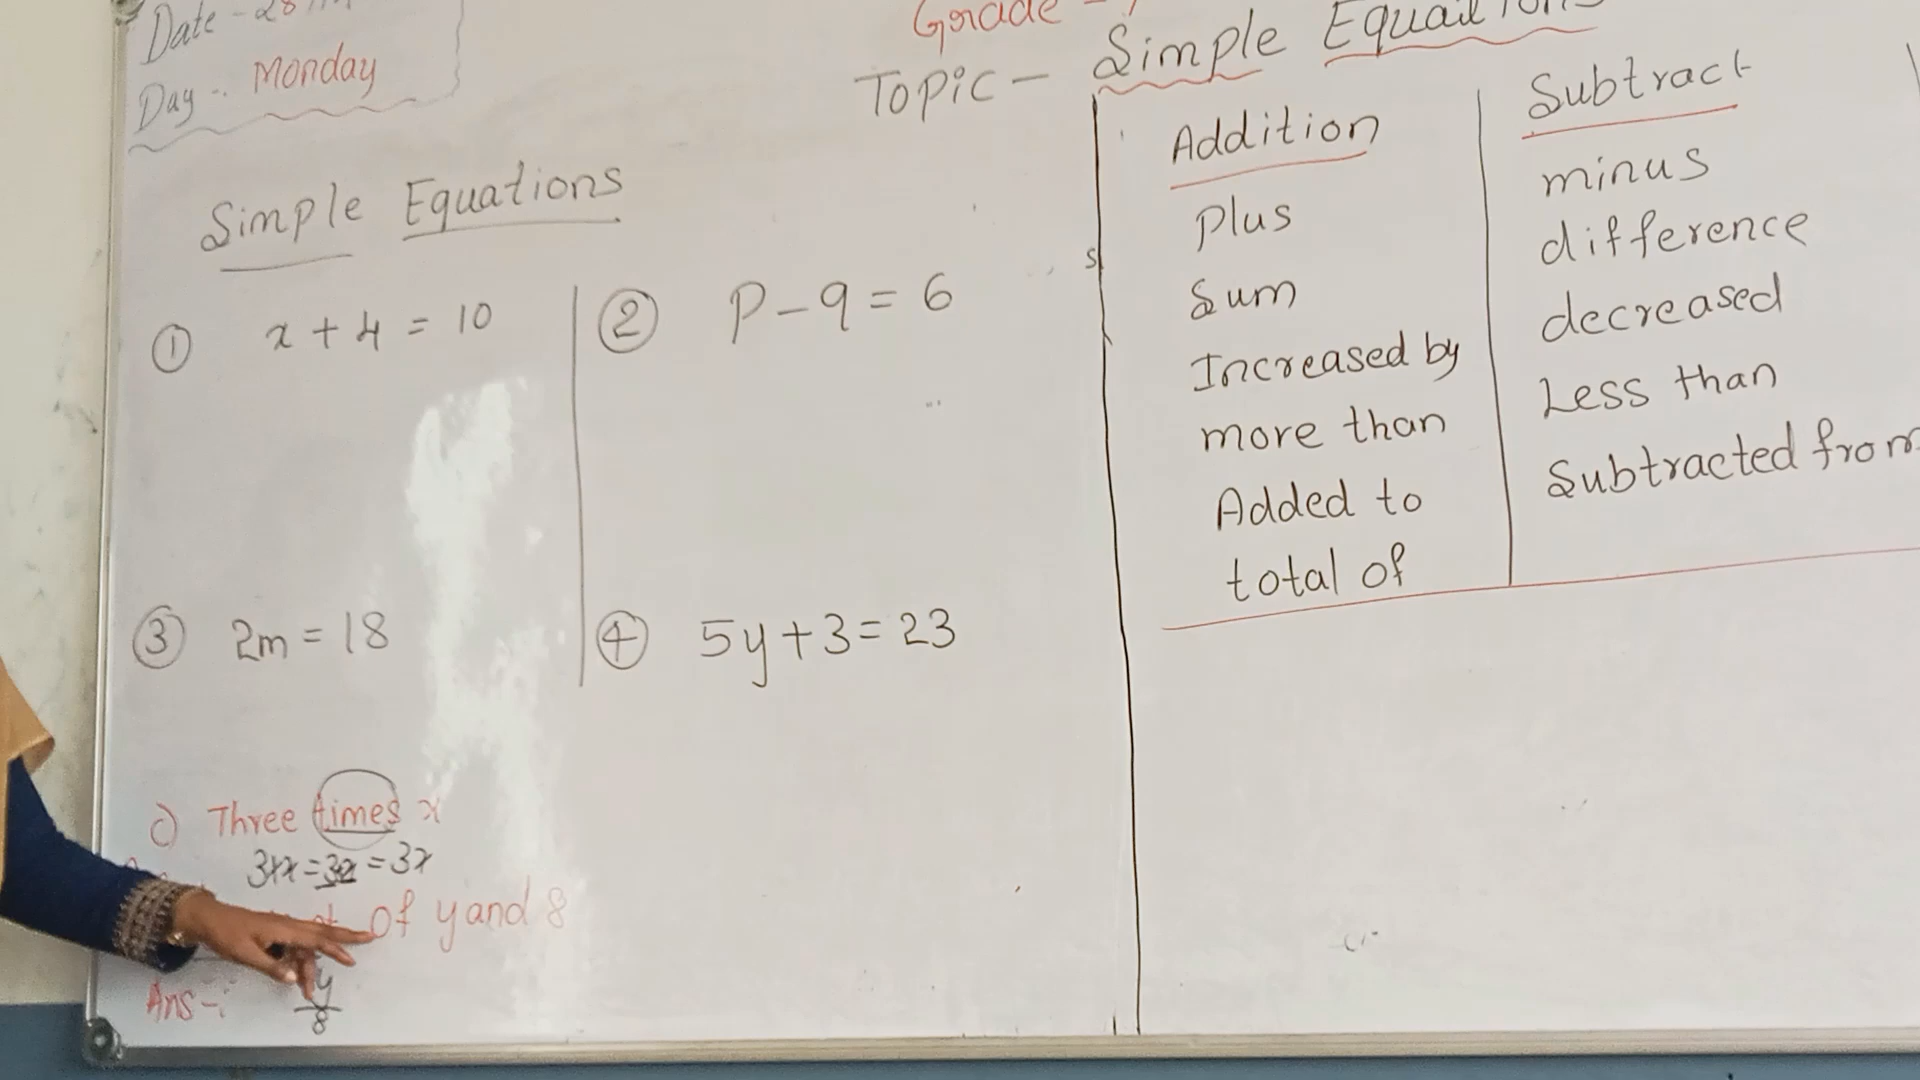 Date - 28
Day -. Monday
Grade -
Topic - Simple Equations
Simple Equations
① x + 4 = 10
② P - 9 = 6
③ 2m = 18
④ 5y + 3 = 23
c) Three times x
3×x = 3x = 3x
of y and 8
Ans -: y/8
Addition
Plus
Sum
Increased by
more than
Added to
total of
Subtract
minus
difference
decreased
Less than
Subtracted from